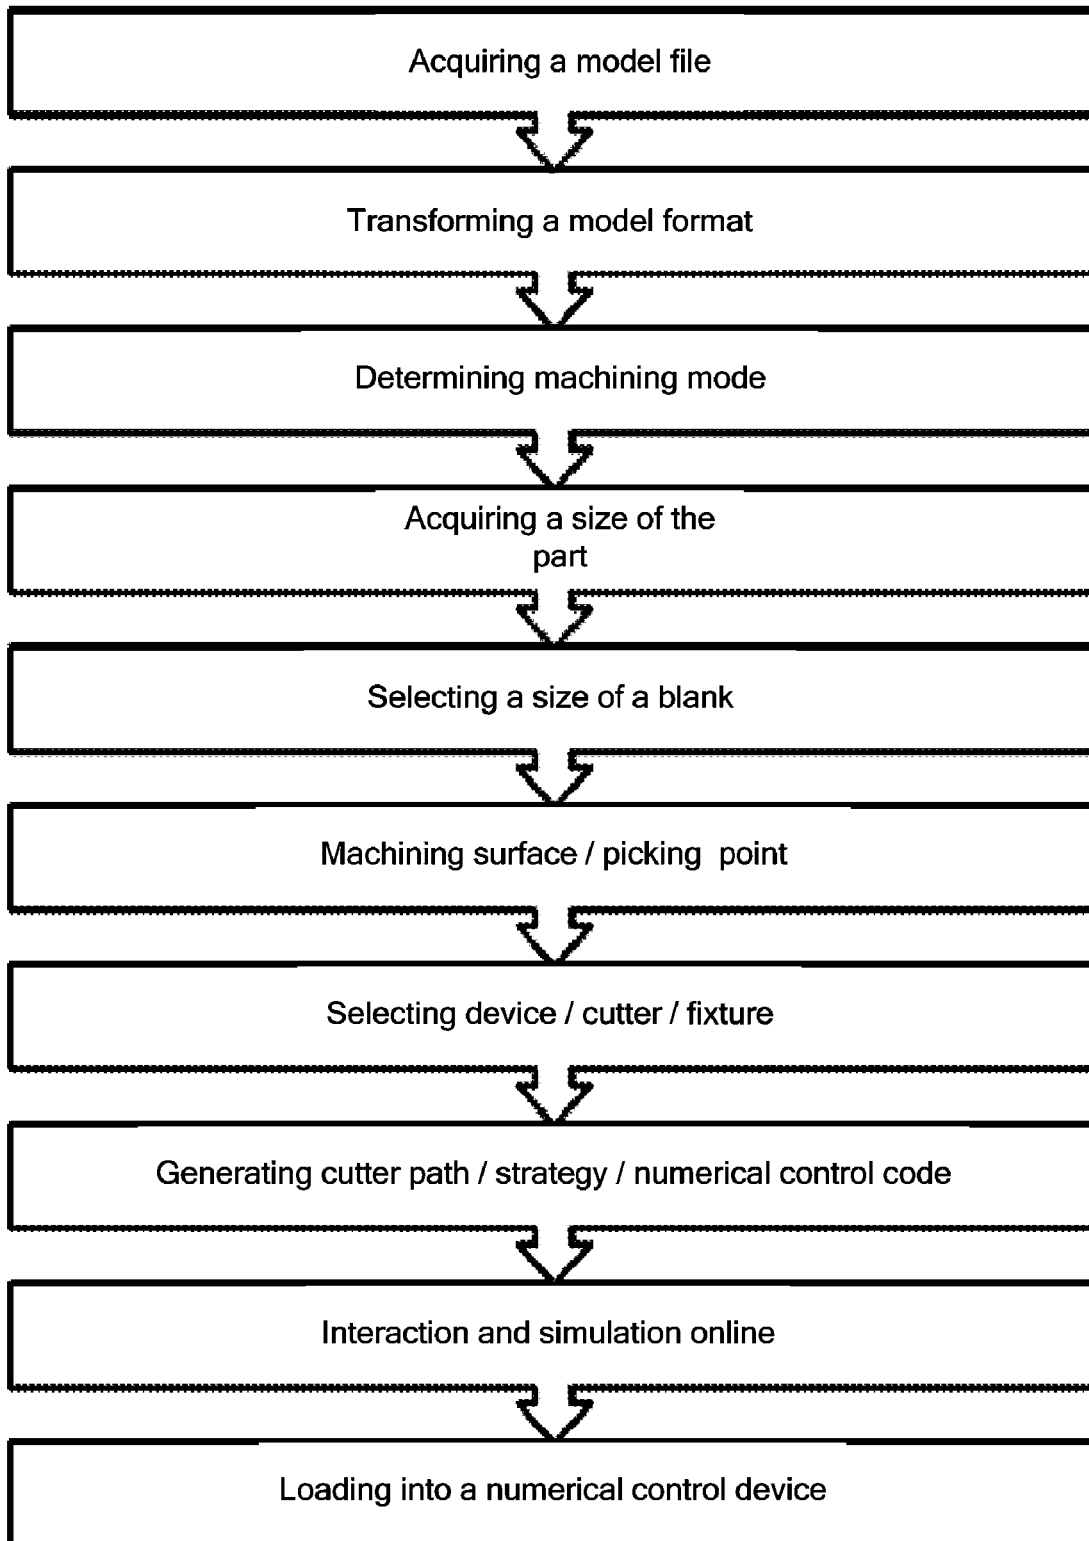 Acquiring a model file
Transforming a model format
Determining machining mode
Acquiring a size of the
part
Selecting a size of a blank
Machining surface / picking point
Selecting device / cutter / fixture
Generating cutter path / strategy / numerical control code
Interaction and simulation online
Loading into a numerical control device